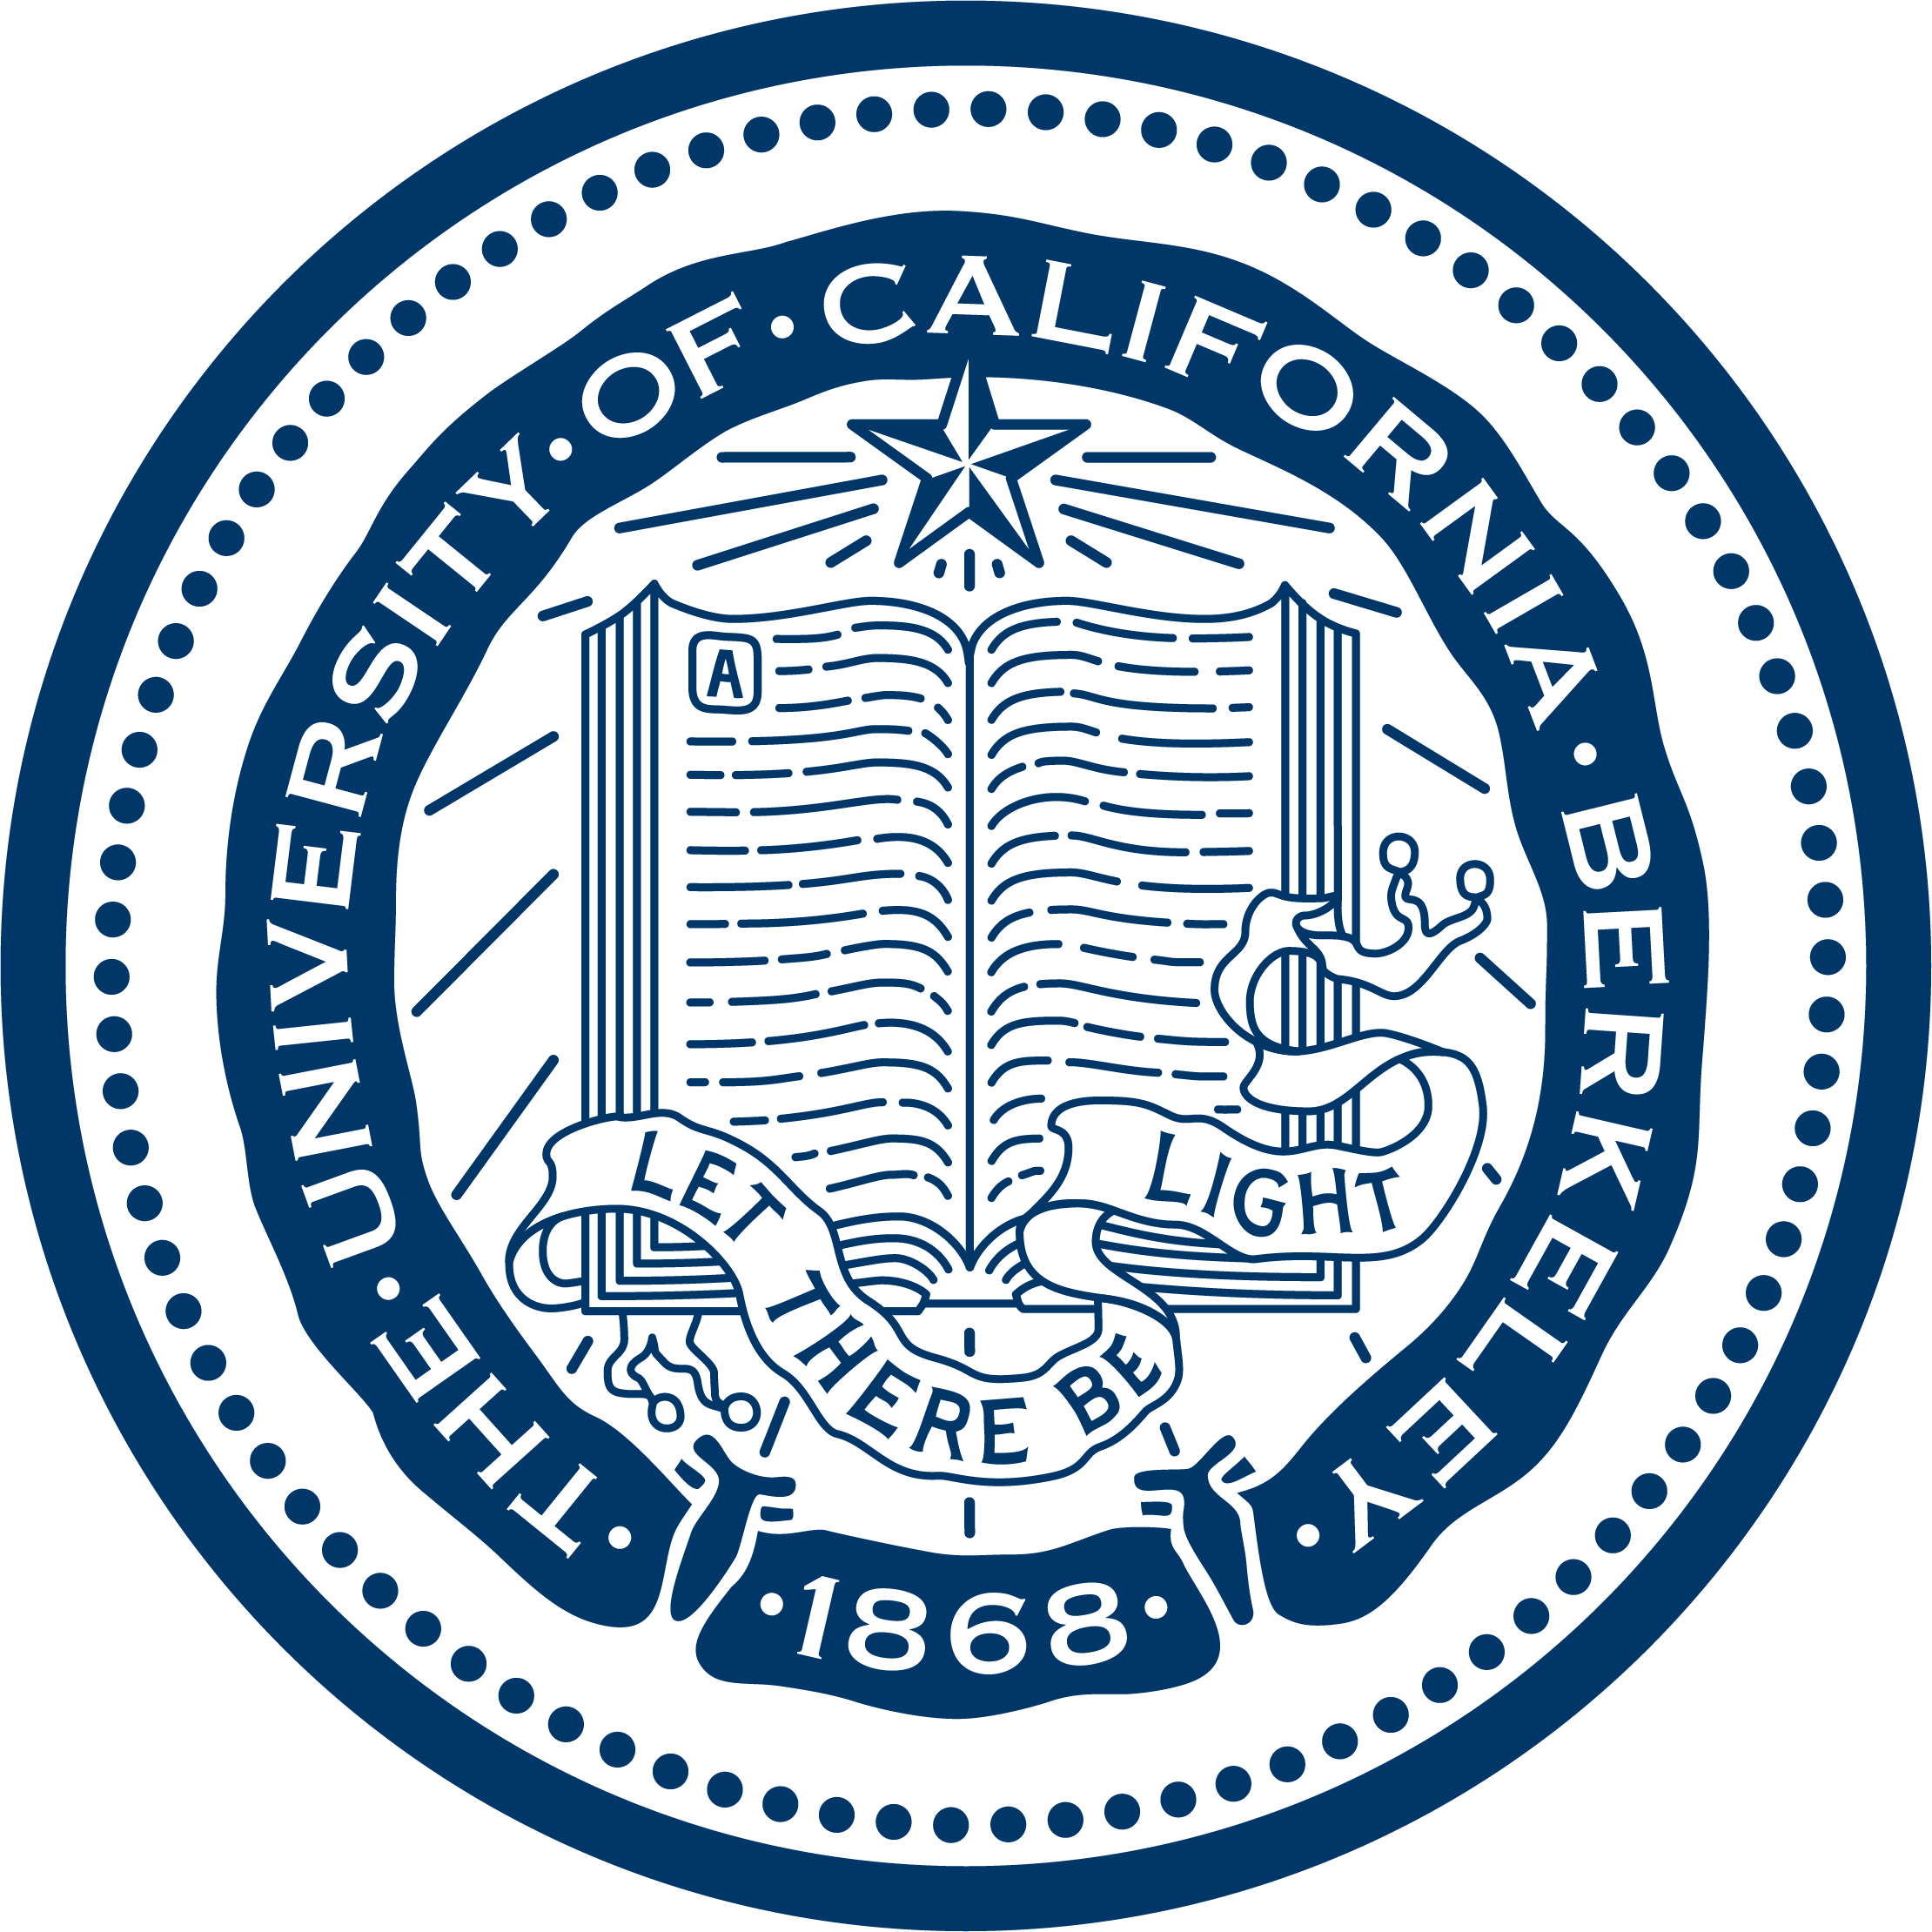 ·THE·UNIVERSITY·OF·CALIFORNIA·BERKELEY·
·1868·
A
LET THERE BE LIGHT